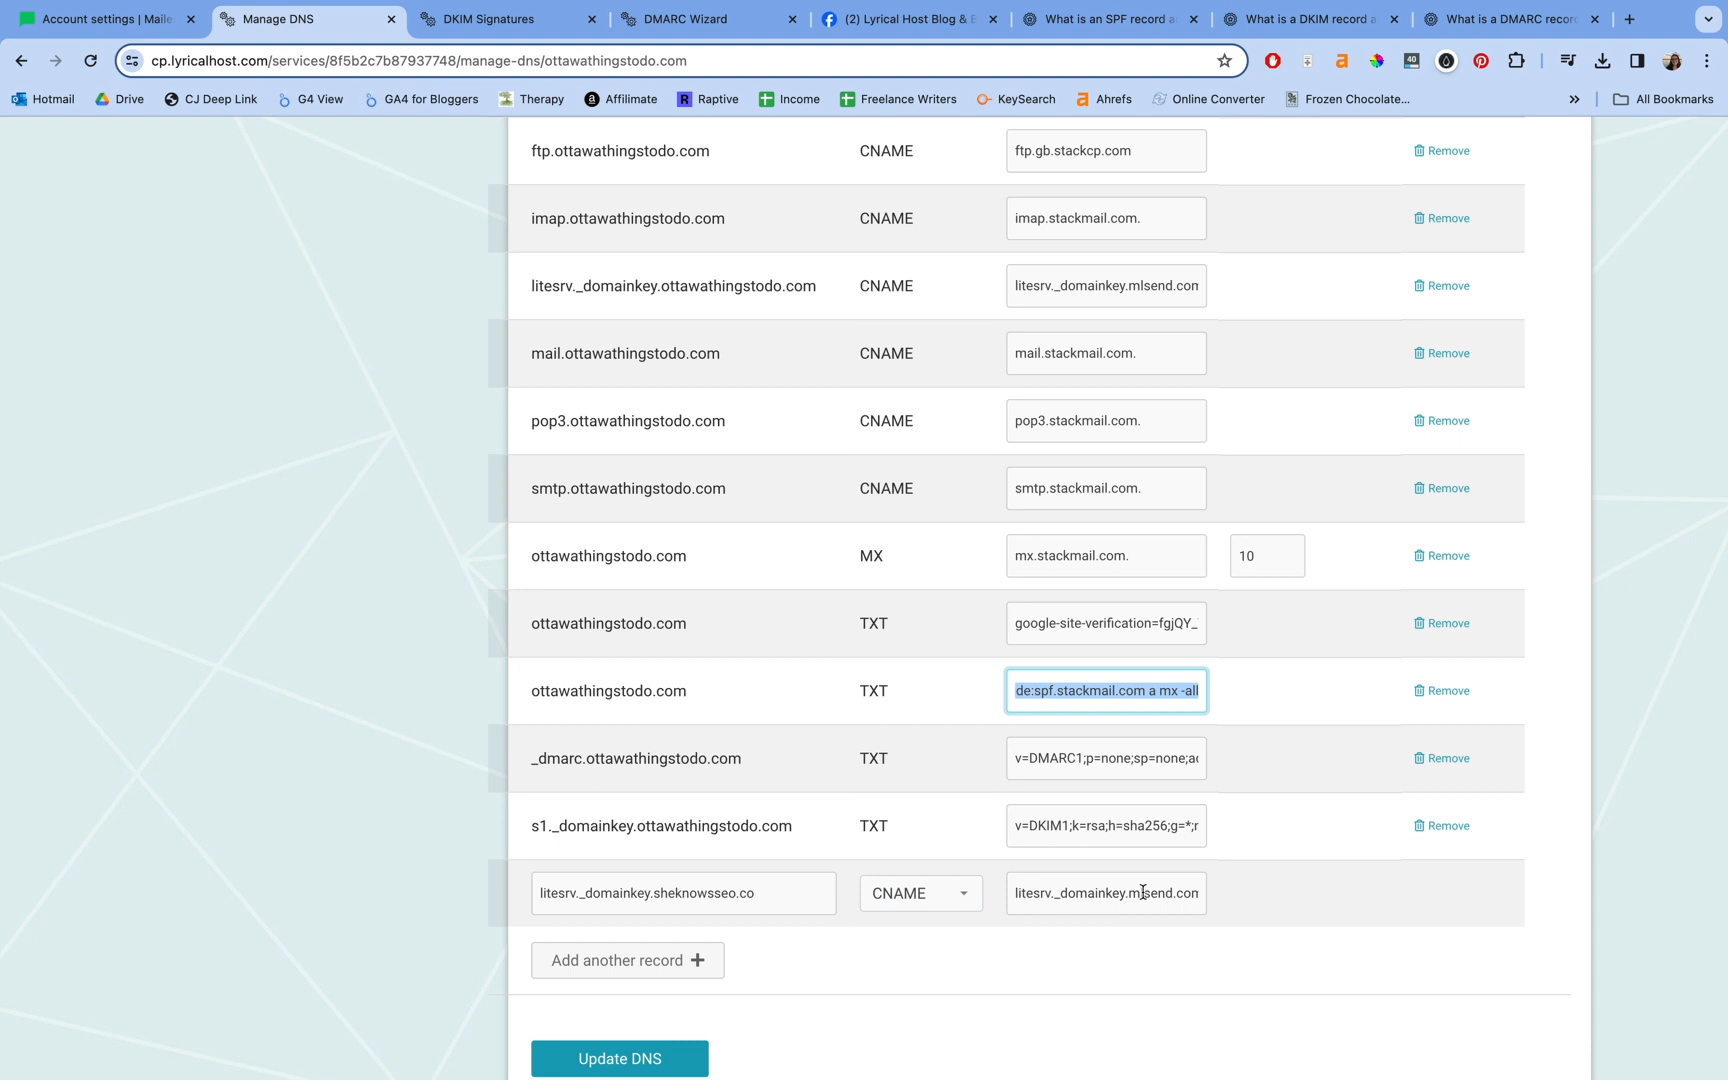 Account settings | Maile
Manage DNS
DKIM Signatures
DMARC Wizard
(2) Lyrical Host Blog & B
What is an SPF record a
What is a DKIM record a
What is a DMARC recor
cp.lyricalhost.com/services/8f5b2c7b87937748/manage-dns/ottawathingstodo.com
40
Hotmail
Drive
CJ Deep Link
G4 View
GA4 for Bloggers
Therapy
Affilimate
Raptive
Income
Freelance Writers
KeySearch
Ahrefs
Online Converter
Frozen Chocolate...
»
All Bookmarks
ftp.ottawathingstodo.com CNAME ftp.gb.stackcp.com Remove
imap.ottawathingstodo.com CNAME imap.stackmail.com. Remove
litesrv._domainkey.ottawathingstodo.com CNAME litesrv._domainkey.mlsend.com Remove
mail.ottawathingstodo.com CNAME mail.stackmail.com. Remove
pop3.ottawathingstodo.com CNAME pop3.stackmail.com. Remove
smtp.ottawathingstodo.com CNAME smtp.stackmail.com. Remove
ottawathingstodo.com MX mx.stackmail.com. 10 Remove
ottawathingstodo.com TXT google-site-verification=fgjQY_ Remove
ottawathingstodo.com TXT de:spf.stackmail.com a mx -all Remove
_dmarc.ottawathingstodo.com TXT v=DMARC1;p=none;sp=none;ac Remove
s1._domainkey.ottawathingstodo.com TXT v=DKIM1;k=rsa;h=sha256;g=*;r Remove
litesrv._domainkey.sheknowsseo.co CNAME litesrv._domainkey.mlsend.com
Add another record +
Update DNS